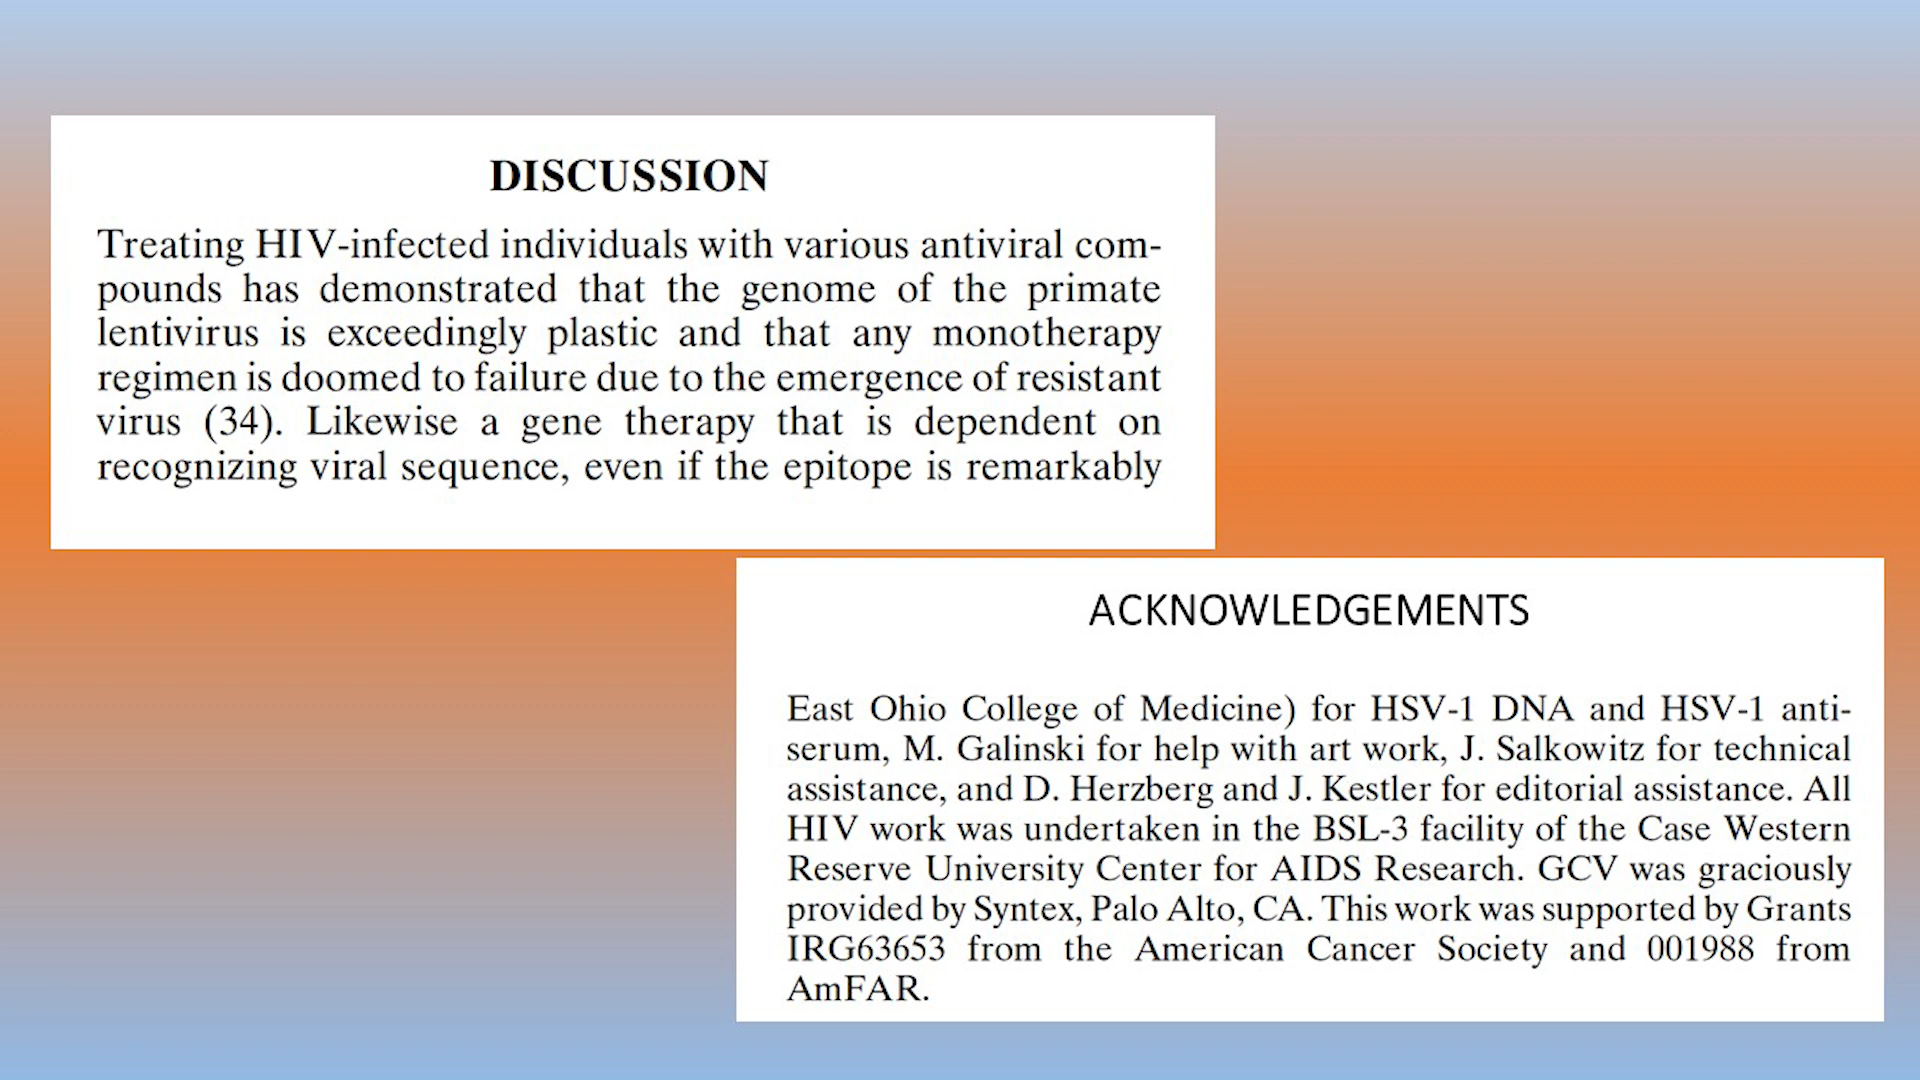 DISCUSSION
Treating HIV-infected individuals with various antiviral com-
pounds has demonstrated that the genome of the primate
lentivirus is exceedingly plastic and that any monotherapy
regimen is doomed to failure due to the emergence of resistant
virus (34). Likewise a gene therapy that is dependent on
recognizing viral sequence, even if the epitope is remarkably
ACKNOWLEDGEMENTS
East Ohio College of Medicine) for HSV-1 DNA and HSV-1 anti-
serum, M. Galinski for help with art work, J. Salkowitz for technical
assistance, and D. Herzberg and J. Kestler for editorial assistance. All
HIV work was undertaken in the BSL-3 facility of the Case Western
Reserve University Center for AIDS Research. GCV was graciously
provided by Syntex, Palo Alto, CA. This work was supported by Grants
IRG63653 from the American Cancer Society and 001988 from
AmFAR.